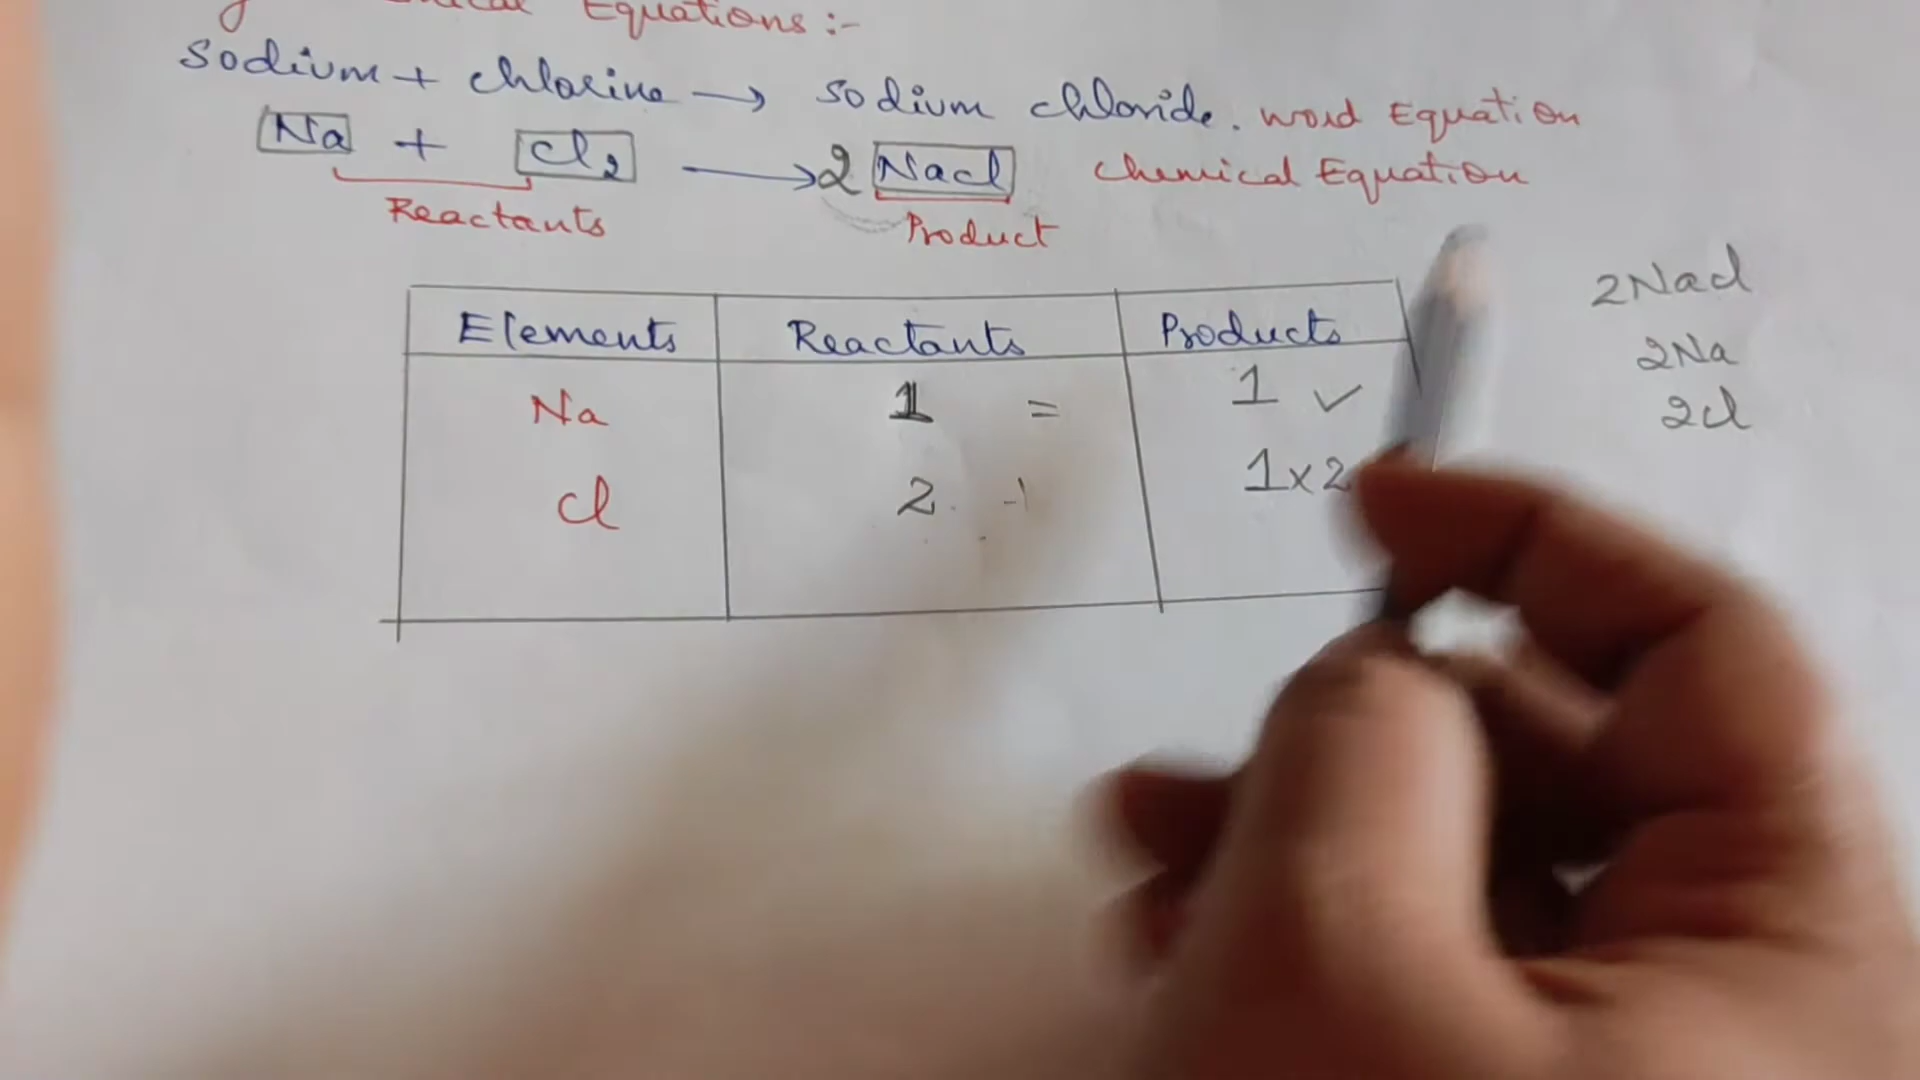 Equations :-
Sodium + chlorine → sodium chloride. word Equation
Na + Cl₂ → 2 Nacl chemical Equation
Reactants Product
2Nacl
Elements Reactants Products
2Na
Na 1 = 1 ✓
2cl
cl 2 1x2